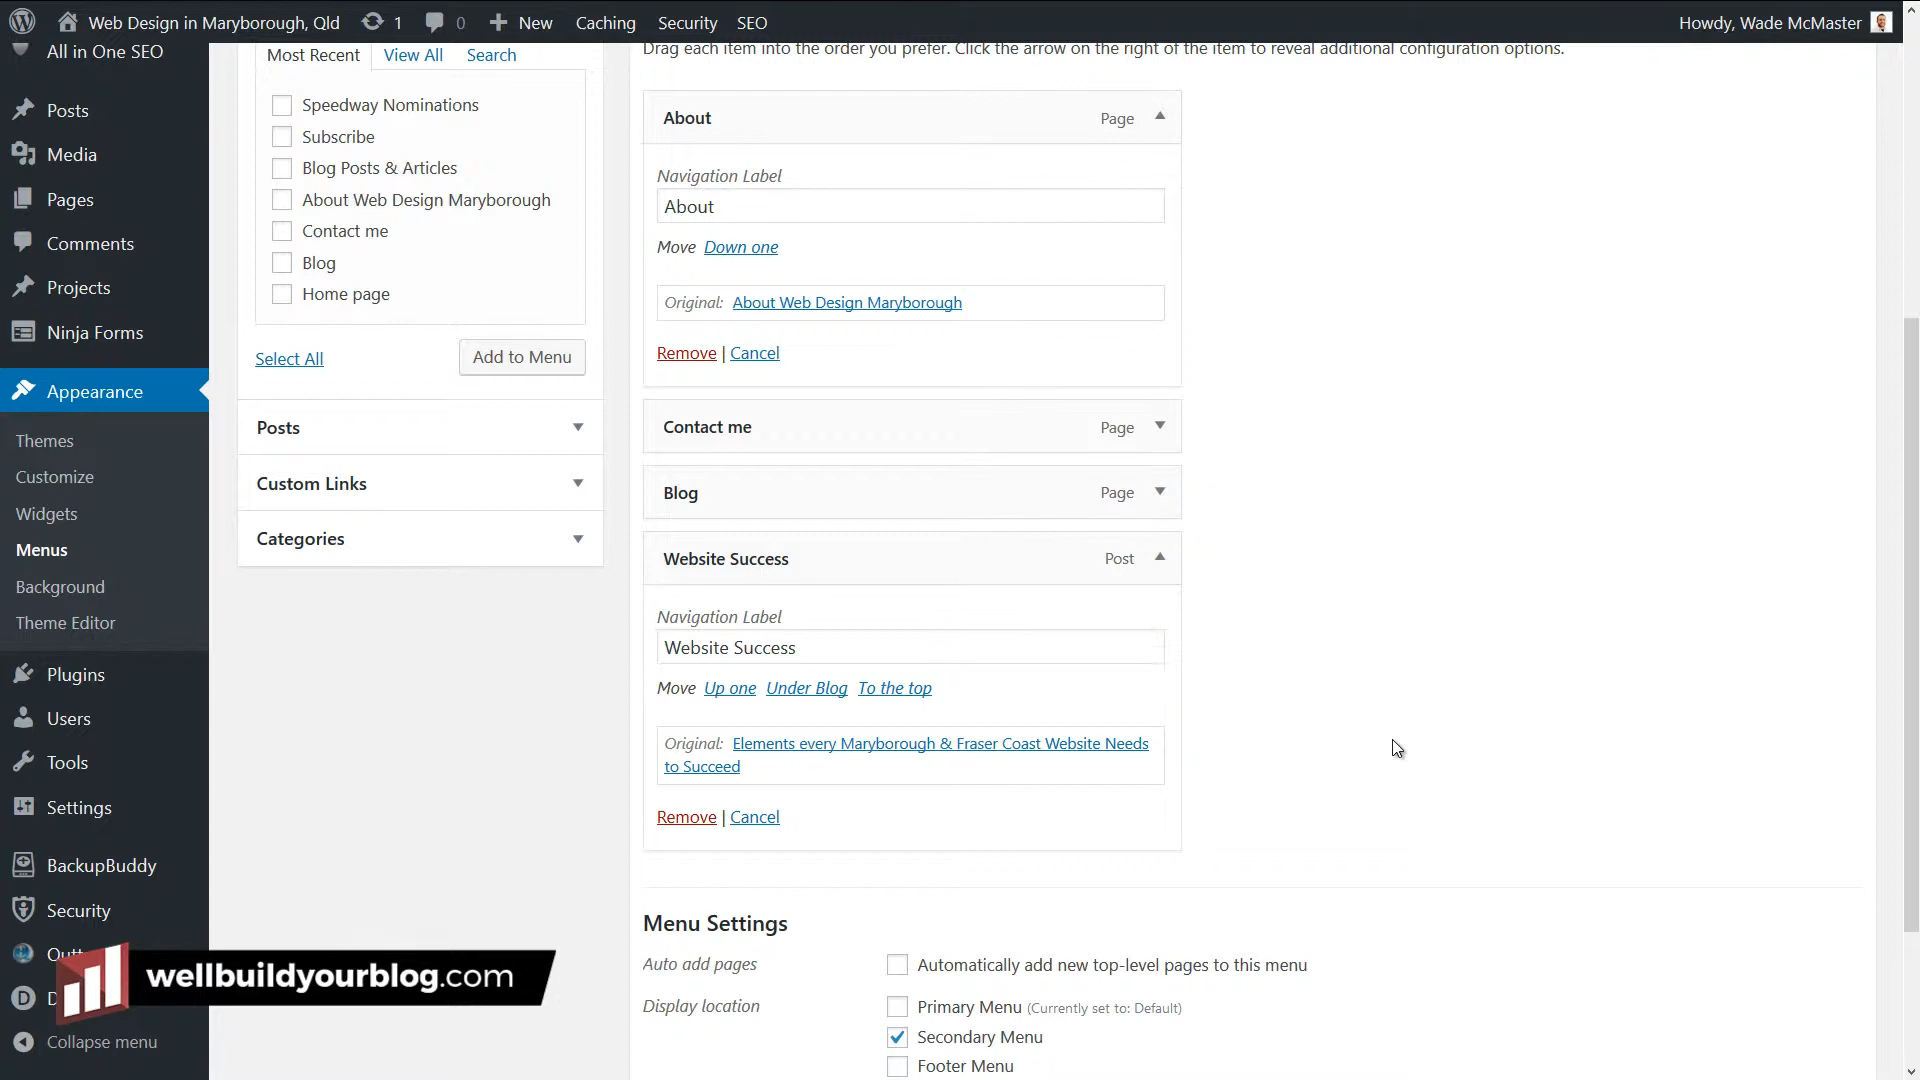 Web Design in Maryborough, Qld 1 0 New Caching Security SEO Howdy, Wade McMaster
All in One SEO
Posts
Media
Pages
Comments
Projects
Ninja Forms
Appearance
Themes
Customize
Widgets
Menus
Background
Theme Editor
Plugins
Users
Tools
Settings
BackupBuddy
Security
D
Collapse menu
wellbuildyourblog.com
Most Recent View All Search
Speedway Nominations
Subscribe
Blog Posts & Articles
About Web Design Maryborough
Contact me
Blog
Home page
Select All Add to Menu
Posts
Custom Links
Categories
Drag each item into the order you prefer. Click the arrow on the right of the item to reveal additional configuration options.
About Page
Navigation Label
About
Move Down one
Original: About Web Design Maryborough
Remove | Cancel
Contact me Page
Blog Page
Website Success Post
Navigation Label
Website Success
Move Up one Under Blog To the top
Original: Elements every Maryborough & Fraser Coast Website Needs
to Succeed
Remove | Cancel
Menu Settings
Auto add pages Automatically add new top-level pages to this menu
Display location Primary Menu (Currently set to: Default)
Secondary Menu
Footer Menu